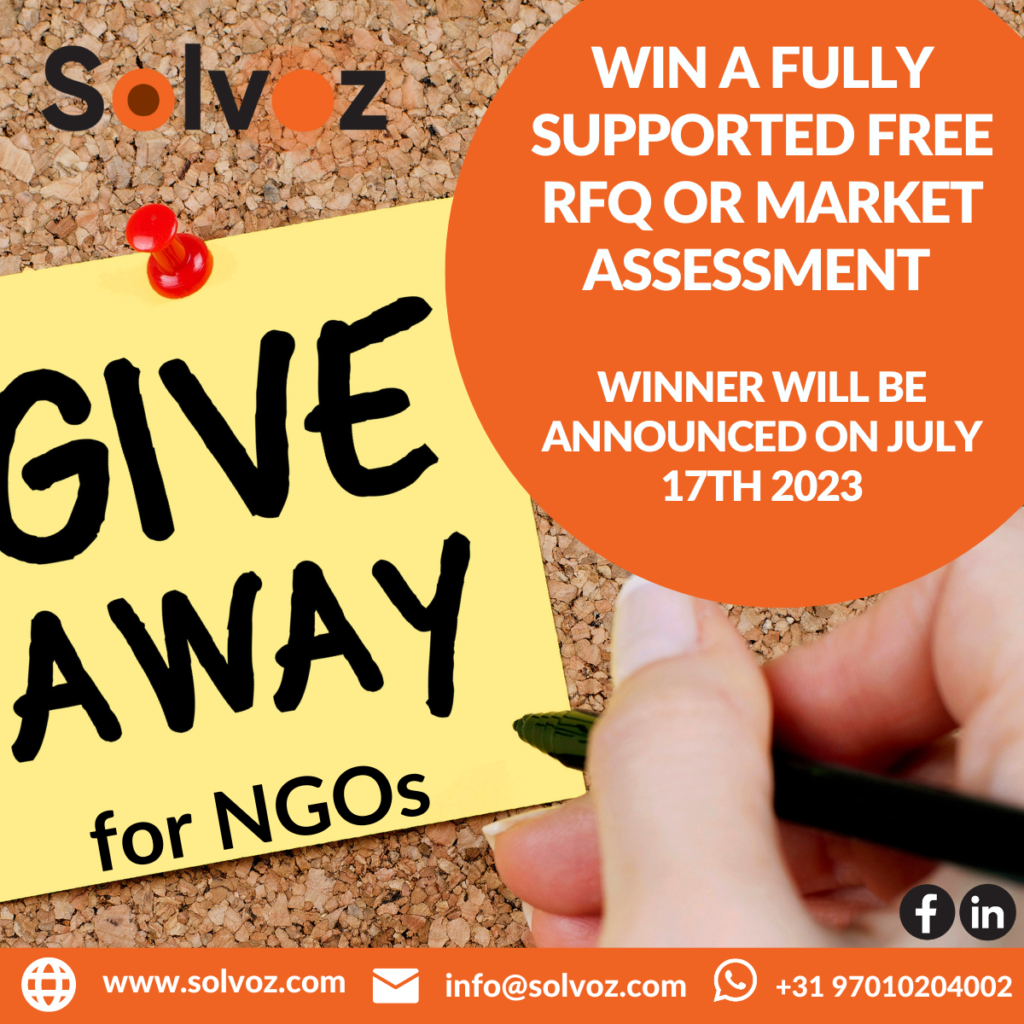 Solvoz
WIN A FULLY
SUPPORTED FREE
RFQ OR MARKET
ASSESSMENT
WINNER WILL BE
ANNOUNCED ON JULY
17TH 2023
GIVE
AWAY
for NGOs
f in
www.solvoz.com info@solvoz.com +31 97010204002